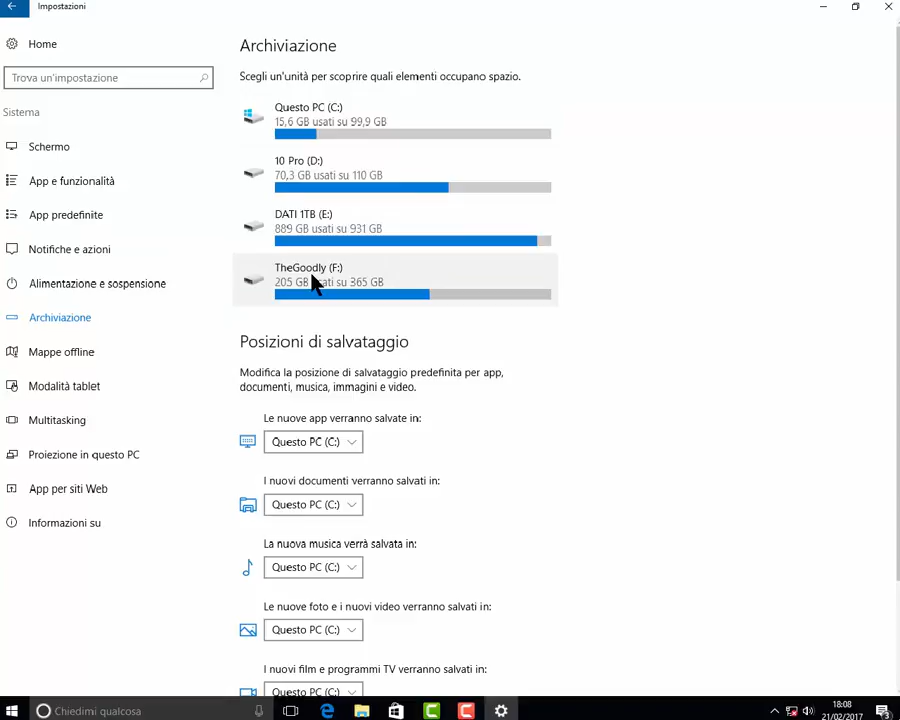 Impostazioni
Home
Trova un'impostazione
Sistema
Schermo
App e funzionalità
App predefinite
Notifiche e azioni
Alimentazione e sospensione
Archiviazione
Mappe offline
Modalità tablet
Multitasking
Proiezione in questo PC
App per siti Web
Informazioni su
Archiviazione
Scegli un'unità per scoprire quali elementi occupano spazio.
Questo PC (C:)
15,6 GB usati su 99,9 GB
10 Pro (D:)
70,3 GB usati su 110 GB
DATI 1TB (E:)
889 GB usati su 931 GB
TheGoodly (F:)
205 GB usati su 365 GB
Posizioni di salvataggio
Modifica la posizione di salvataggio predefinita per app,
documenti, musica, immagini e video.
Le nuove app verranno salvate in:
Questo PC (C:)
I nuovi documenti verranno salvati in:
Questo PC (C:)
La nuova musica verrà salvata in:
Questo PC (C:)
Le nuove foto e i nuovi video verranno salvati in:
Questo PC (C:)
I nuovi film e programmi TV verranno salvati in:
Questo PC (C:)
Chiedimi qualcosa
18:08
21/02/2017
3